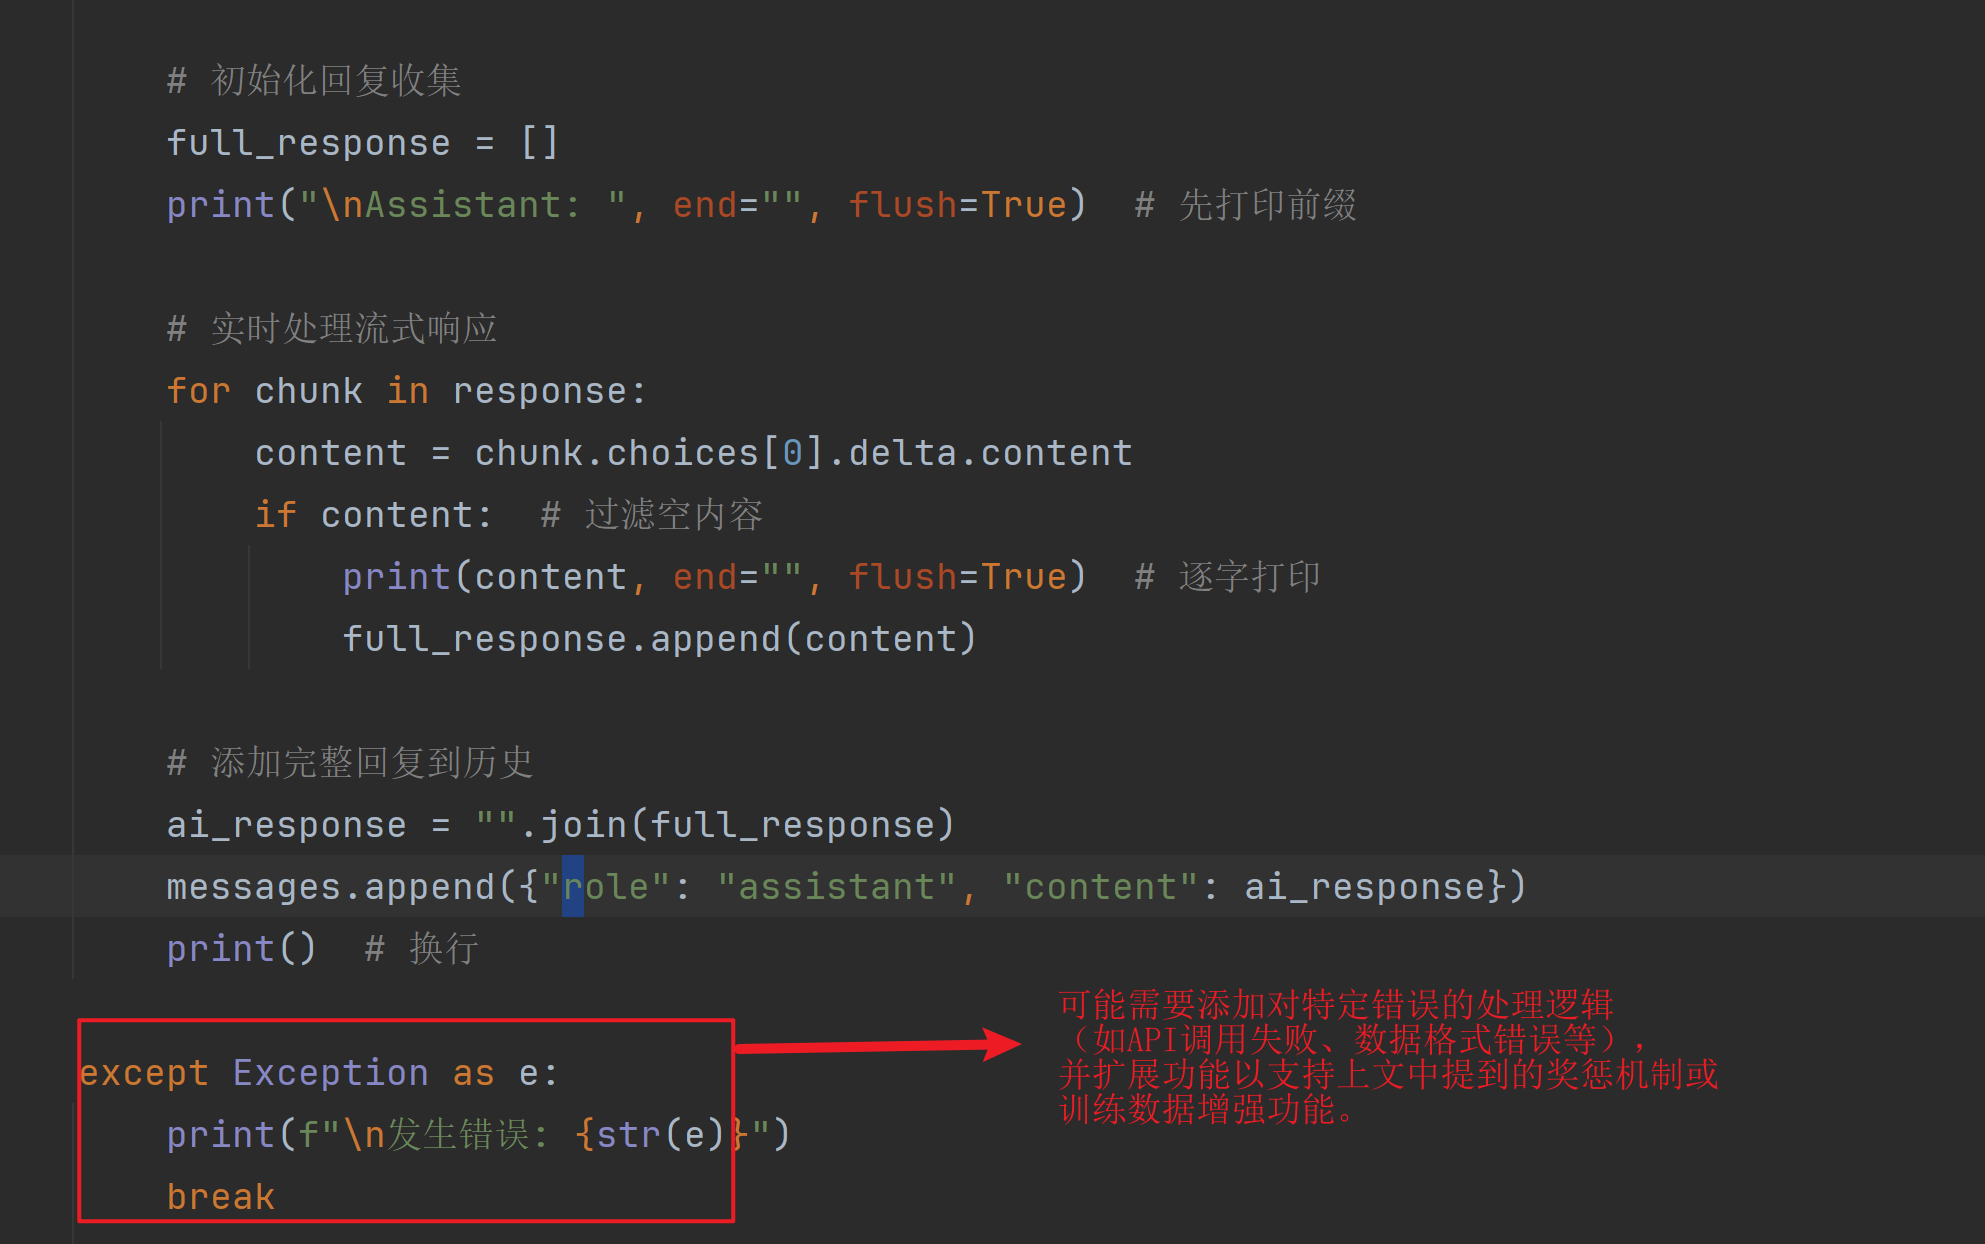 # 初始化回复收集
full_response = []
print("\nAssistant: ", end="", flush=True)  # 先打印前缀
# 实时处理流式响应
for chunk in response:
content = chunk.choices[0].delta.content
if content:  # 过滤空内容
print(content, end="", flush=True)  # 逐字打印
full_response.append(content)
# 添加完整回复到历史
ai_response = "".join(full_response)
messages.append({"role": "assistant", "content": ai_response})
print()  # 换行
except Exception as e:
print(f"\n发生错误: {str(e)}")
break
可能需要添加对特定错误的处理逻辑
（如API调用失败、数据格式错误等），
并扩展功能以支持上文中提到的奖惩机制或
训练数据增强功能。